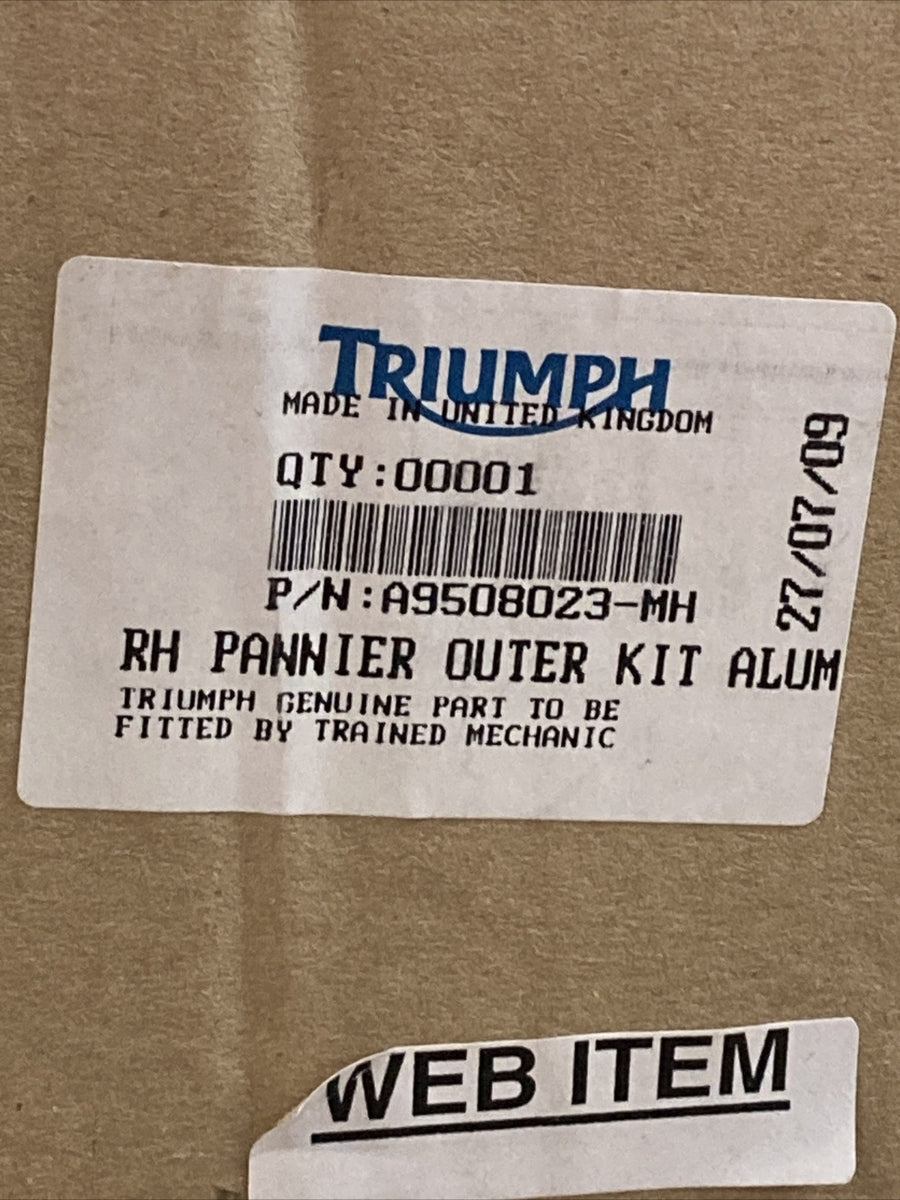 TRIUMPH
MADE IN UNITED KINGDOM
QTY:00001
P/N:A9508023-MH
27/07/09
RH PANNIER OUTER KIT ALUM
TRIUMPH GENUINE PART TO BE
FITTED BY TRAINED MECHANIC
WEB ITEM